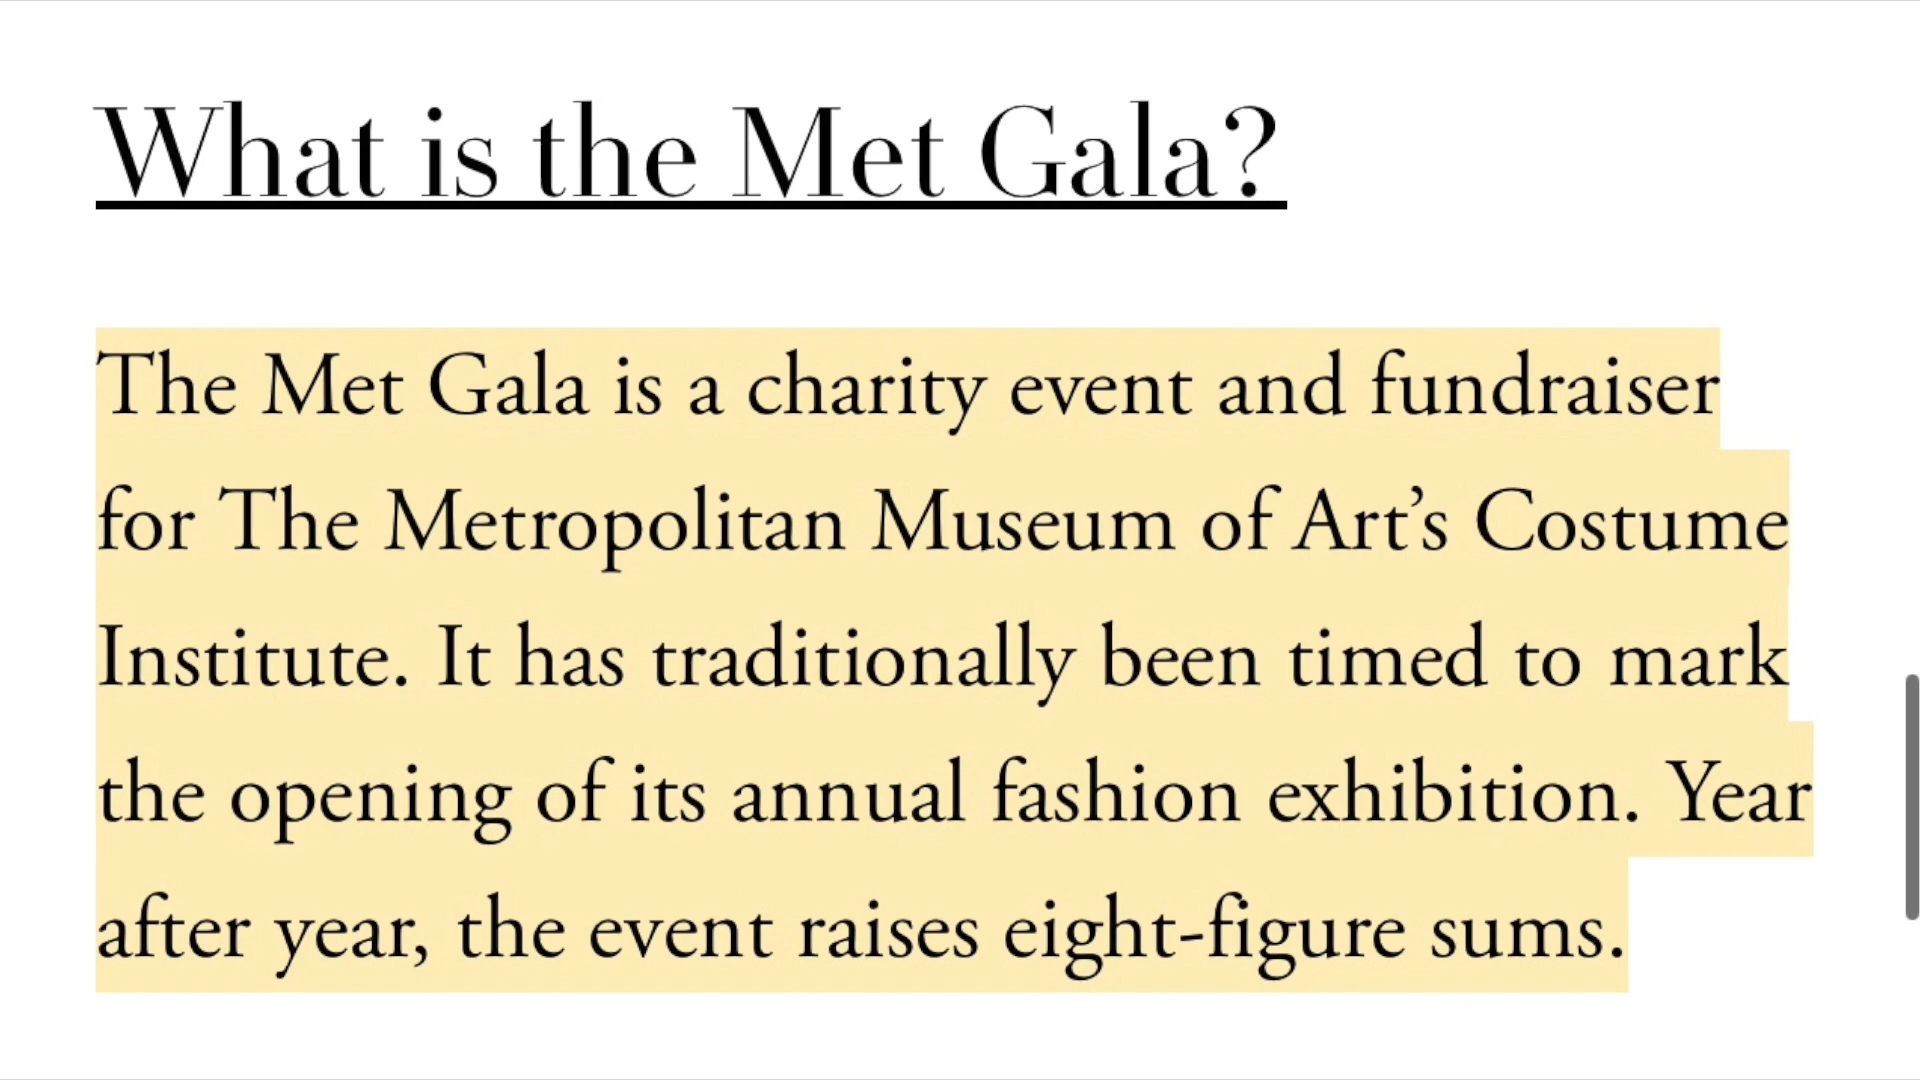 What is the Met Gala?
The Met Gala is a charity event and fundraiser
for The Metropolitan Museum of Art’s Costume
Institute. It has traditionally been timed to mark
the opening of its annual fashion exhibition. Year
after year, the event raises eight-figure sums.